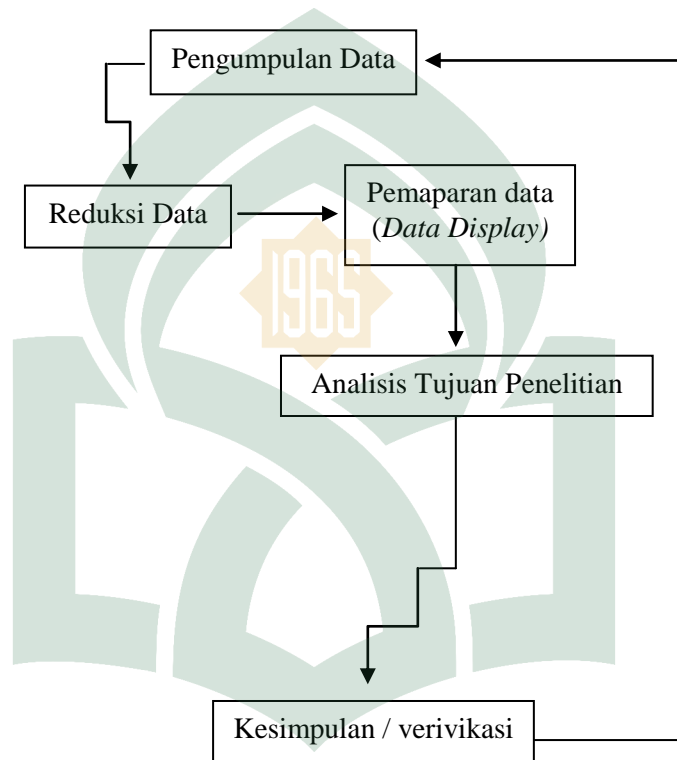 Pengumpulan Data
Reduksi Data
Pemaparan data
(Data Display)
1965
Analisis Tujuan Penelitian
Kesimpulan / verivikasi